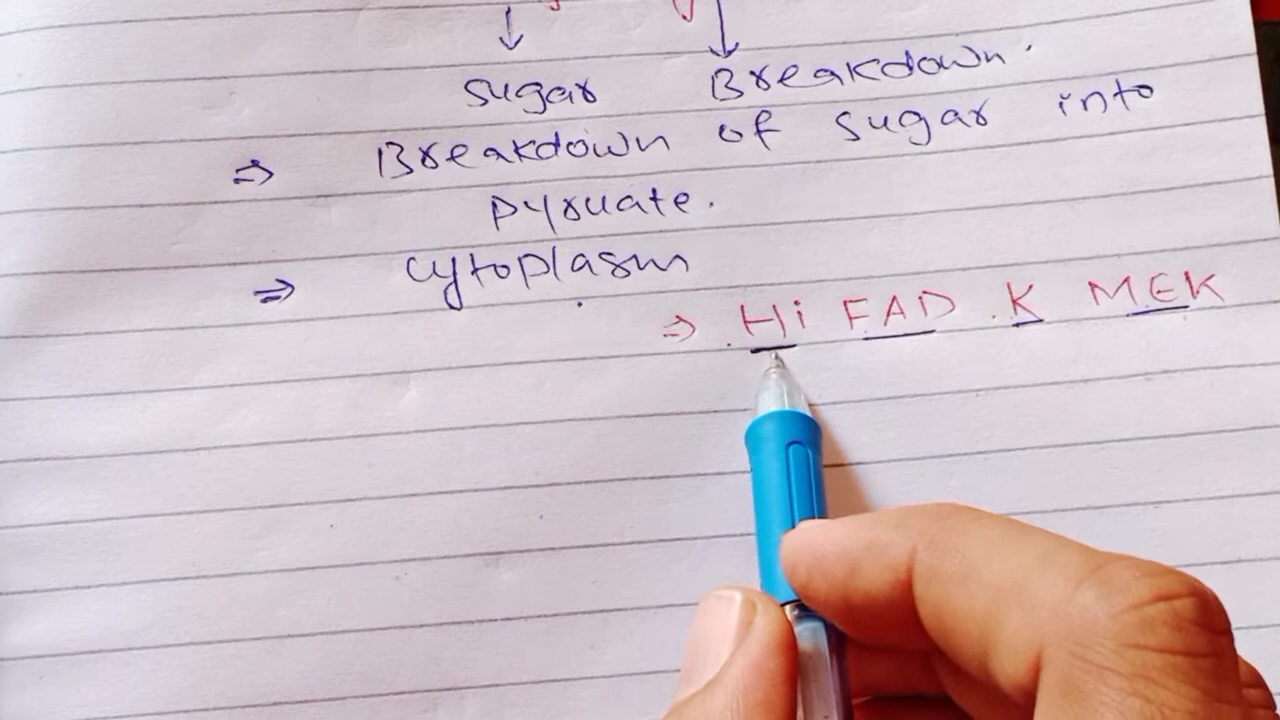 Sugar Breakdown.
⇒ Breakdown of sugar into
pyruate.
⇒ cytoplasm
⇒ Hi FAD K MEK